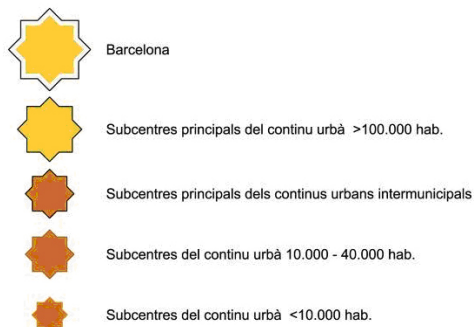 Barcelona
Subcentres principals del continu urbà >100.000 hab.
Subcentres principals dels continus urbans intermunicipals
Subcentres del continu urbà 10.000 - 40.000 hab.
Subcentres del continu urbà <10.000 hab.